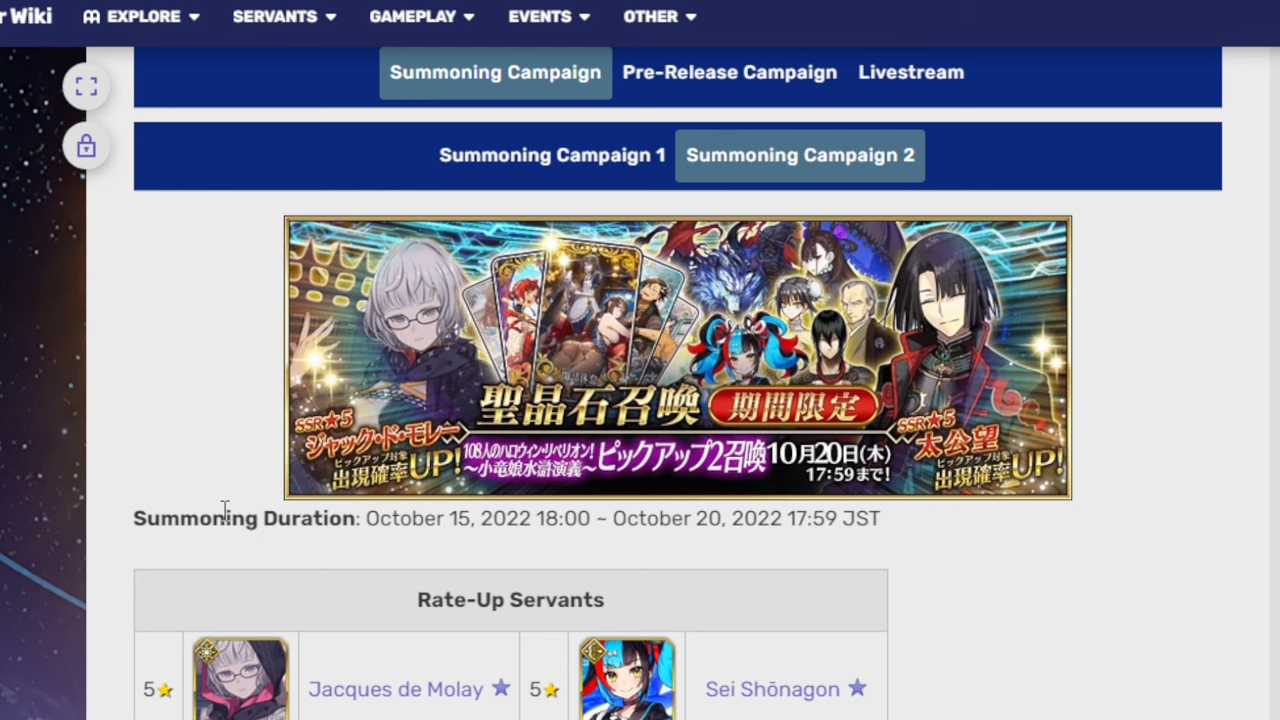 r Wiki EXPLORE SERVANTS GAMEPLAY EVENTS OTHER
Summoning Campaign Pre-Release Campaign Livestream
Summoning Campaign 1 Summoning Campaign 2
聖晶石召喚 期間限定
SSR★5
ジャック・ド・モレー
ピックアップ対象
出現確率UP!
108人のハロウィン・リベリオン!
～小竜娘水滸演義～
ピックアップ2召喚
10月20日(木)
17:59まで!
SSR★5
太公望
ピックアップ対象
出現確率UP!
Summoning Duration: October 15, 2022 18:00 ~ October 20, 2022 17:59 JST
Rate-Up Servants
5 Jacques de Molay 5 Sei Shōnagon